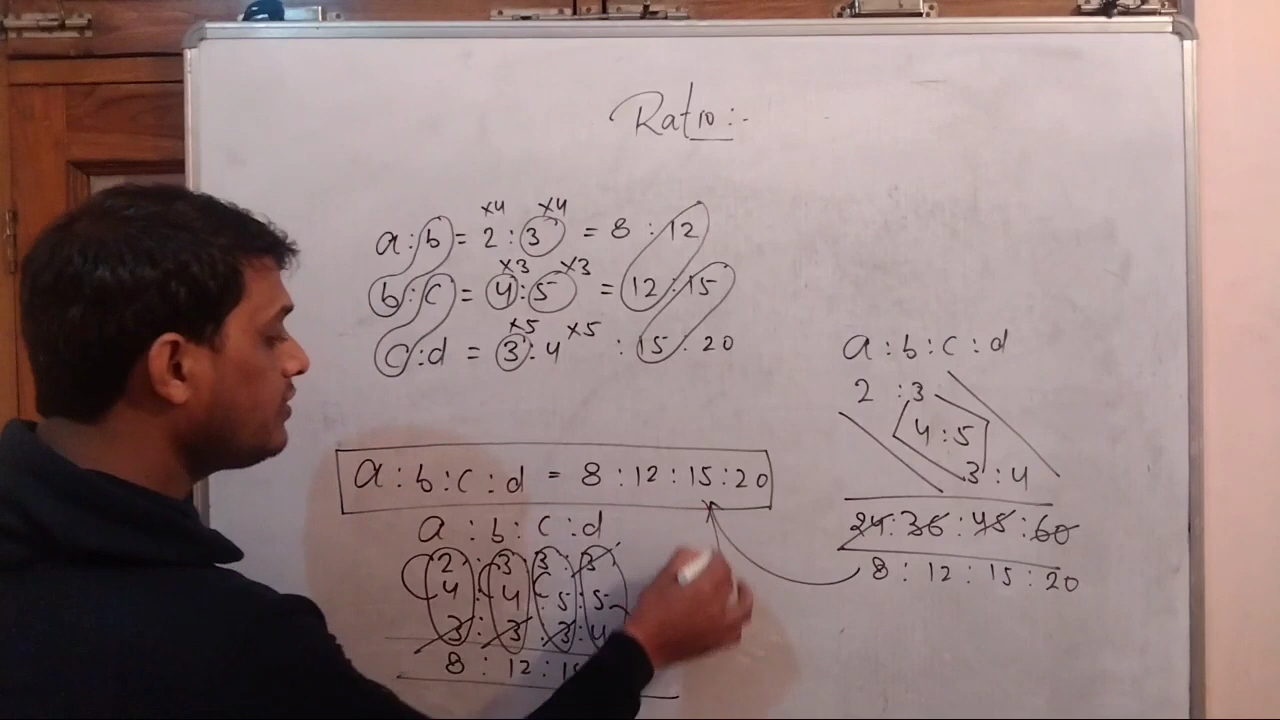 Ratio:-
×4 ×4
a:b = 2:3 = 8:12
×3 ×3
b:c = 4:5 = 12:15
×5 ×5
c:d = 3:4 : 15:20
a:b:c:d = 8:12:15:20
a:b:c:d
2:3:3:3
4:4:5:5
3:3:3:4
8:12:15
a:b:c:d
2:3
4:5
3:4
24:36:45:60
8:12:15:20